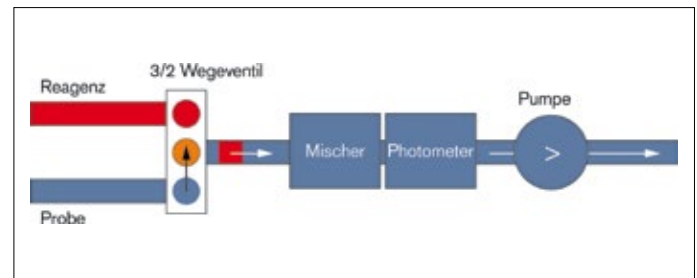 3/2 Wegeventil
Reagenz
Pumpe
Mischer
Photometer
>
Probe